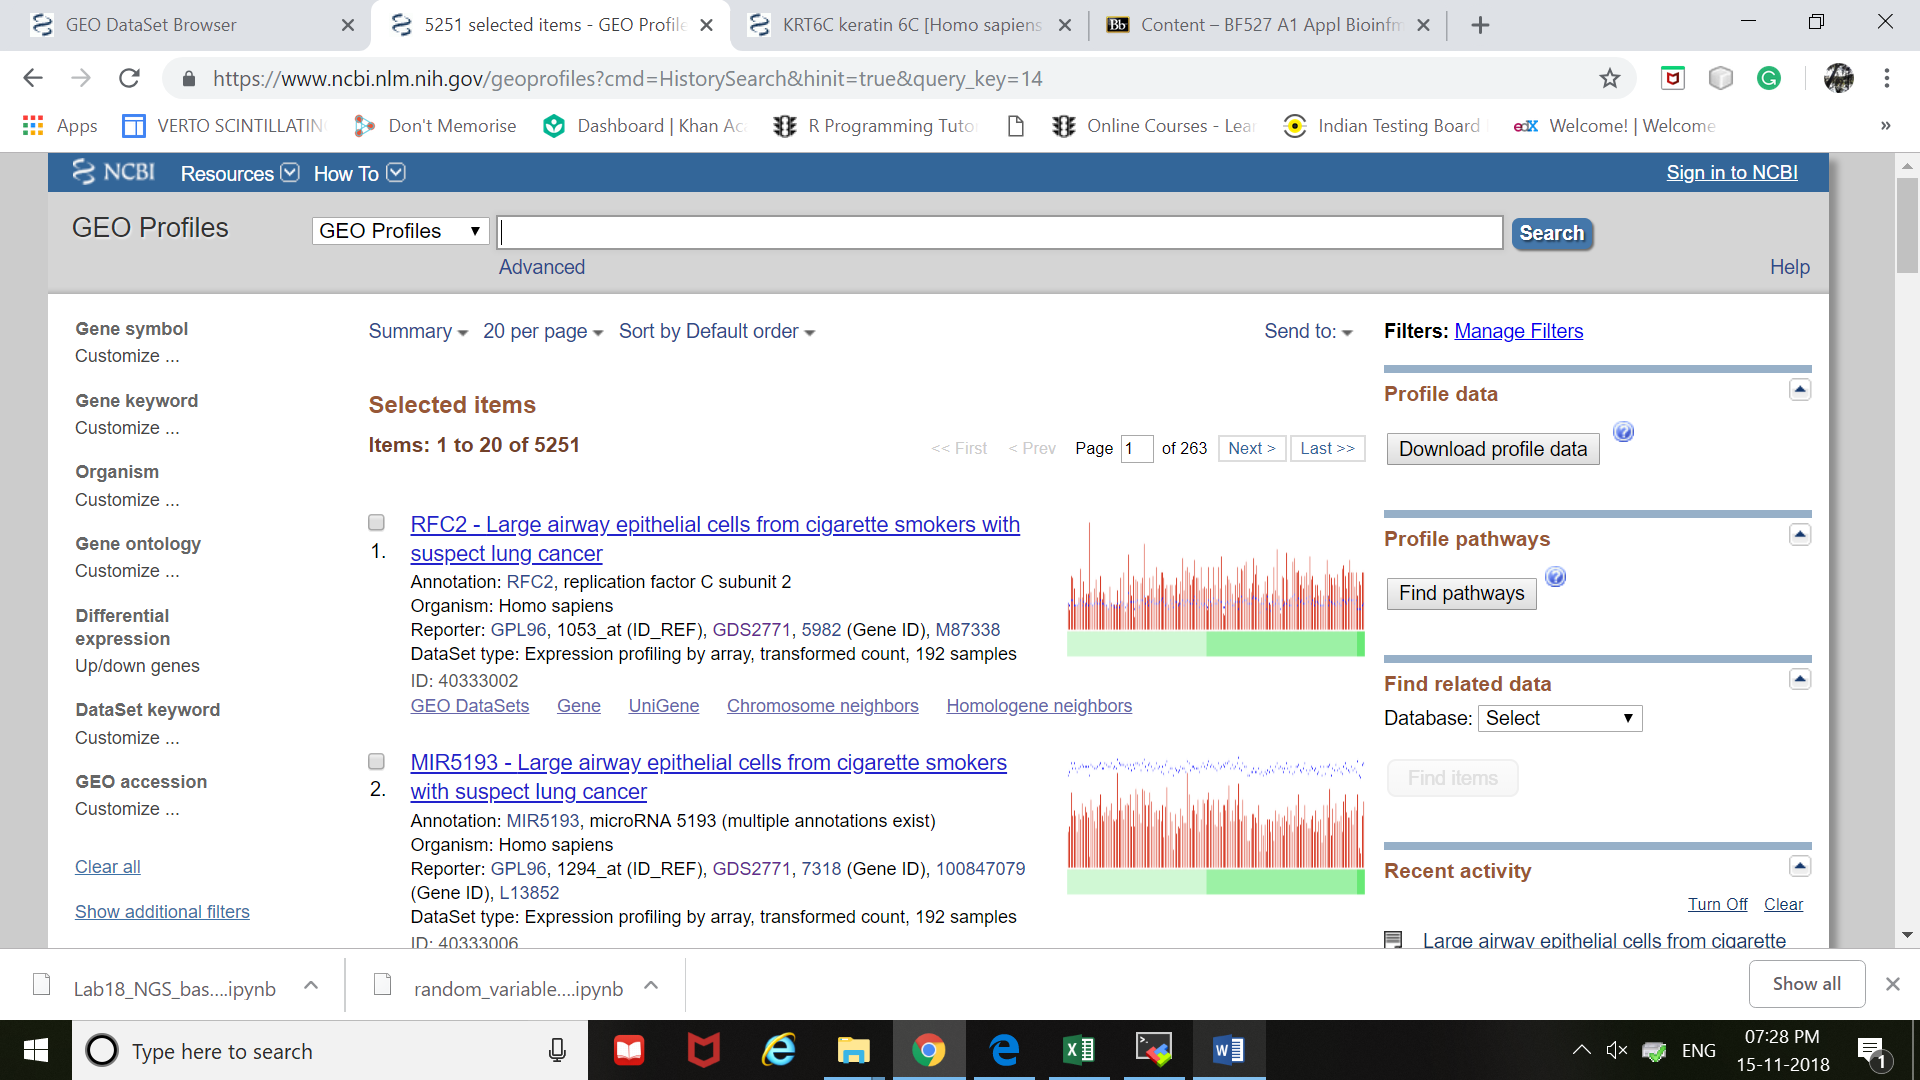 GEO DataSet Browser
5251 selected items - GEO Profile
KRT6C keratin 6C [Homo sapiens
Bb Content – BF527 A1 Appl Bioinfm
https://www.ncbi.nlm.nih.gov/geoprofiles?cmd=HistorySearch&hinit=true&query_key=14
Apps
VERTO SCINTILLATIN
Don't Memorise
Dashboard | Khan Ac
R Programming Tuto
Online Courses - Lea
Indian Testing Board
edX Welcome! | Welcome
»
NCBI Resources How To Sign in to NCBI
GEO Profiles
GEO Profiles
Search
Advanced
Help
Gene symbol
Customize ...
Gene keyword
Customize ...
Organism
Customize ...
Gene ontology
Customize ...
Differential
expression
Up/down genes
DataSet keyword
Customize ...
GEO accession
Customize ...
Clear all
Show additional filters
Summary 20 per page Sort by Default order Send to:
Selected items
Items: 1 to 20 of 5251
<< First < Prev Page 1 of 263 Next > Last >>
1.
RFC2 - Large airway epithelial cells from cigarette smokers with
suspect lung cancer
Annotation: RFC2, replication factor C subunit 2
Organism: Homo sapiens
Reporter: GPL96, 1053_at (ID_REF), GDS2771, 5982 (Gene ID), M87338
DataSet type: Expression profiling by array, transformed count, 192 samples
ID: 40333002
GEO DataSets Gene UniGene Chromosome neighbors Homologene neighbors
2.
MIR5193 - Large airway epithelial cells from cigarette smokers
with suspect lung cancer
Annotation: MIR5193, microRNA 5193 (multiple annotations exist)
Organism: Homo sapiens
Reporter: GPL96, 1294_at (ID_REF), GDS2771, 7318 (Gene ID), 100847079
(Gene ID), L13852
DataSet type: Expression profiling by array, transformed count, 192 samples
ID: 40333006
Filters: Manage Filters
Profile data
Download profile data
?
Profile pathways
Find pathways
?
Find related data
Database: Select
Find items
Recent activity
Turn Off Clear
Large airway epithelial cells from cigarette
Lab18_NGS_bas....ipynb
random_variable....ipynb
Show all
Type here to search
ENG
07:28 PM
15-11-2018
1